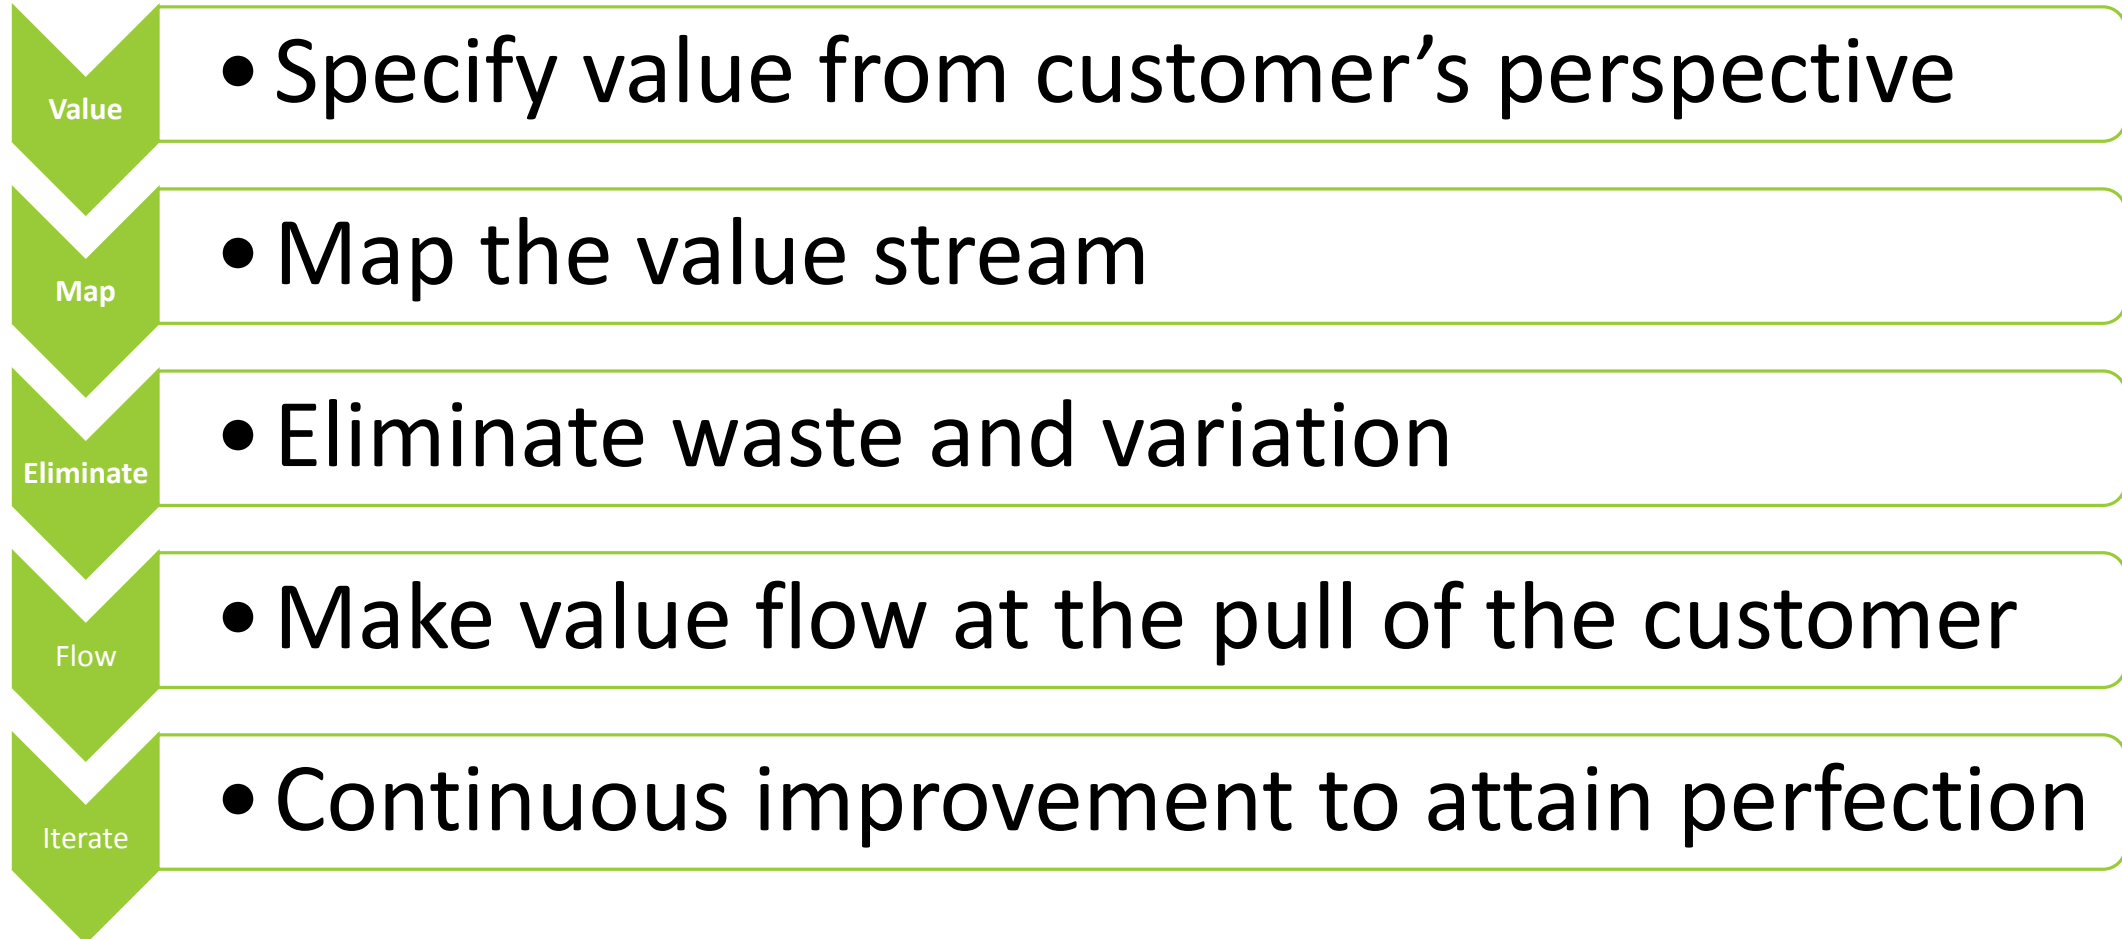 Value
• Specify value from customer’s perspective
Map
• Map the value stream
Eliminate
• Eliminate waste and variation
Flow
• Make value flow at the pull of the customer
Iterate
• Continuous improvement to attain perfection